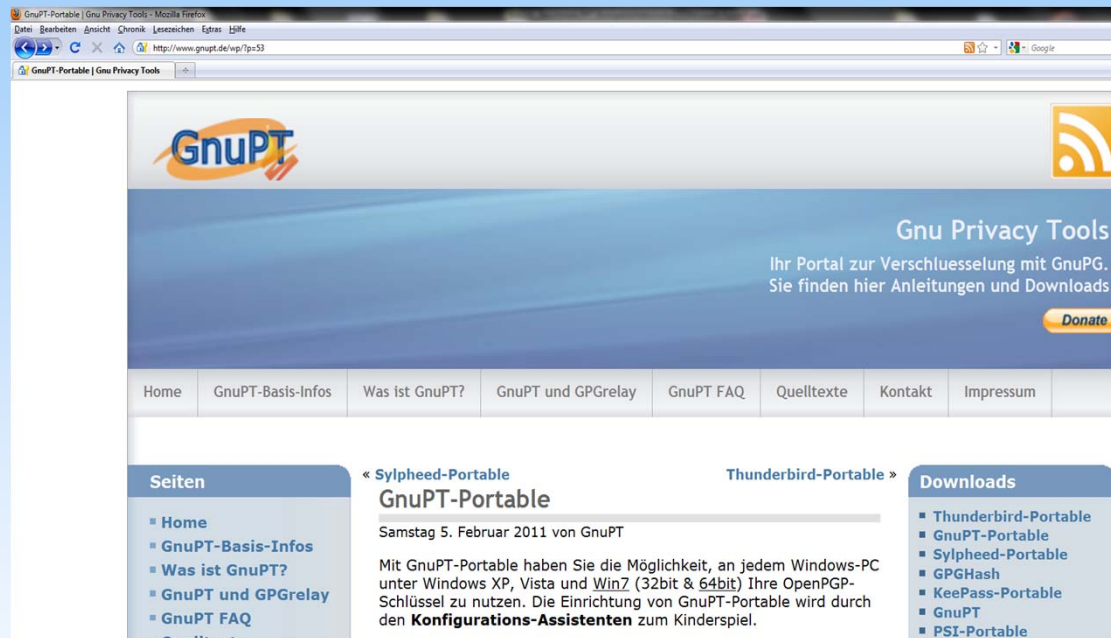 GnuPT-Portable | Gnu Privacy Tools - Mozilla Firefox
Datei Bearbeiten Ansicht Chronik Lesezeichen Extras Hilfe
http://www.gnupt.de/wp/?p=53
Google
GnuPT-Portable | Gnu Privacy Tools
GnuPT
Gnu Privacy Tools
Ihr Portal zur Verschluesselung mit GnuPG.
Sie finden hier Anleitungen und Downloads
Donate
Home GnuPT-Basis-Infos Was ist GnuPT? GnuPT und GPGrelay GnuPT FAQ Quelltexte Kontakt Impressum
Seiten
Home
GnuPT-Basis-Infos
Was ist GnuPT?
GnuPT und GPGrelay
GnuPT FAQ
« Sylpheed-Portable Thunderbird-Portable »
GnuPT-Portable
Samstag 5. Februar 2011 von GnuPT
Mit GnuPT-Portable haben Sie die Möglichkeit, an jedem Windows-PC
unter Windows XP, Vista und Win7 (32bit & 64bit) Ihre OpenPGP-
Schlüssel zu nutzen. Die Einrichtung von GnuPT-Portable wird durch
den Konfigurations-Assistenten zum Kinderspiel.
Downloads
Thunderbird-Portable
GnuPT-Portable
Sylpheed-Portable
GPGHash
KeePass-Portable
GnuPT
PSI-Portable